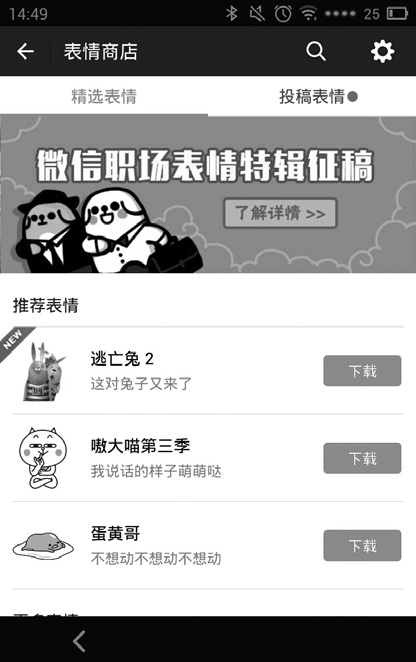 14:49
25
表情商店
精选表情
投稿表情
微信职场表情特辑征稿
了解详情 >>
推荐表情
NEW
逃亡兔 2
这对兔子又来了
下载
嗷大喵第三季
我说话的样子萌萌哒
下载
蛋黄哥
不想动不想动不想动
下载